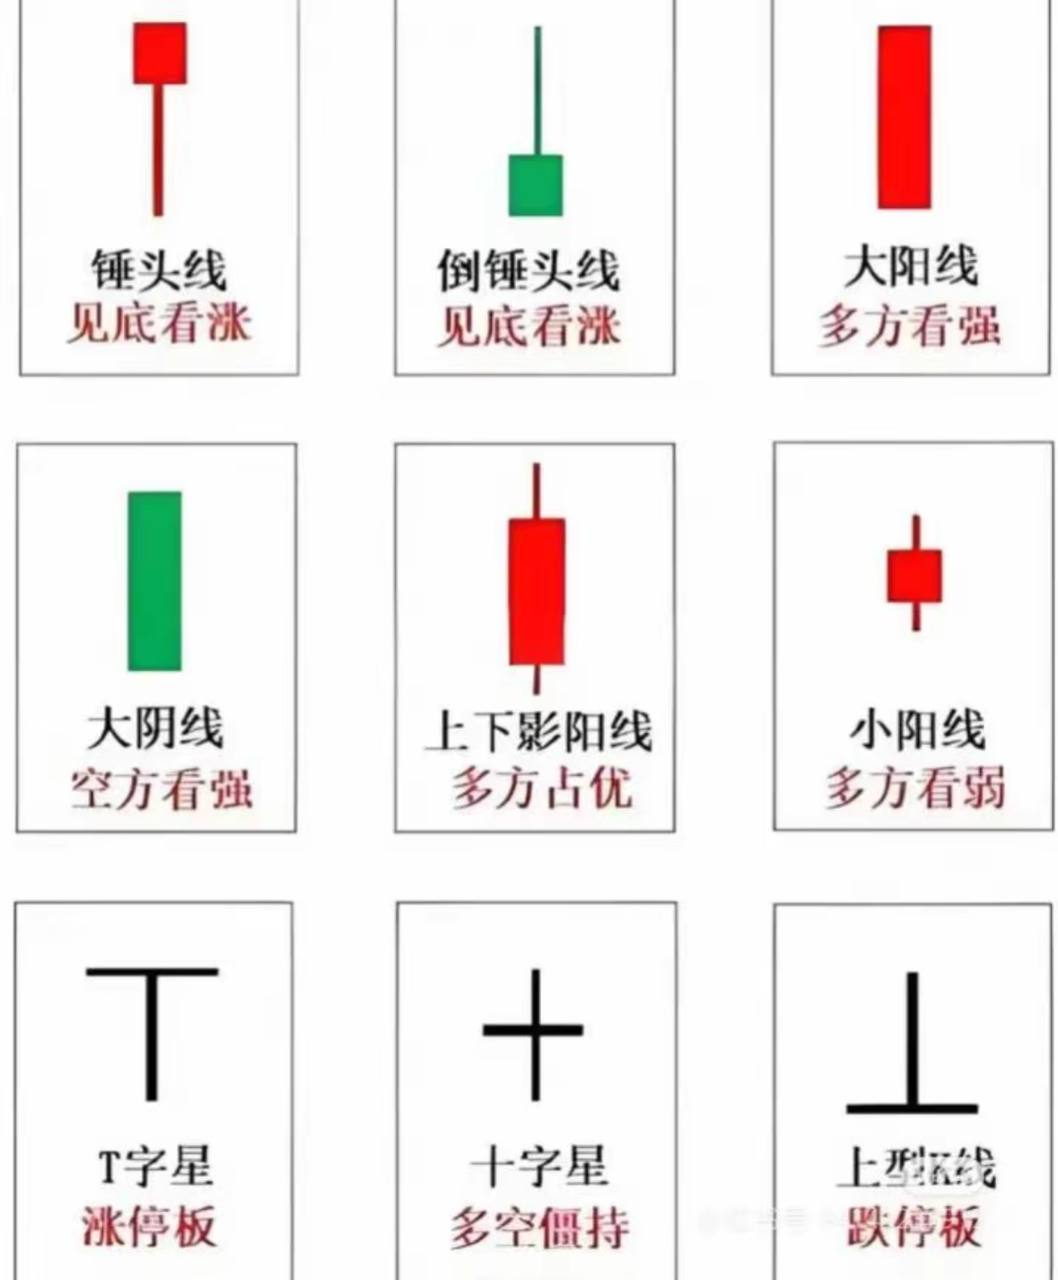 锤头线
见底看涨
倒锤头线
见底看涨
大阳线
多方看强
大阴线
空方看强
上下影阳线
多方占优
小阳线
多方看弱
T字星
涨停板
十字星
多空僵持
上型K线
跌停板